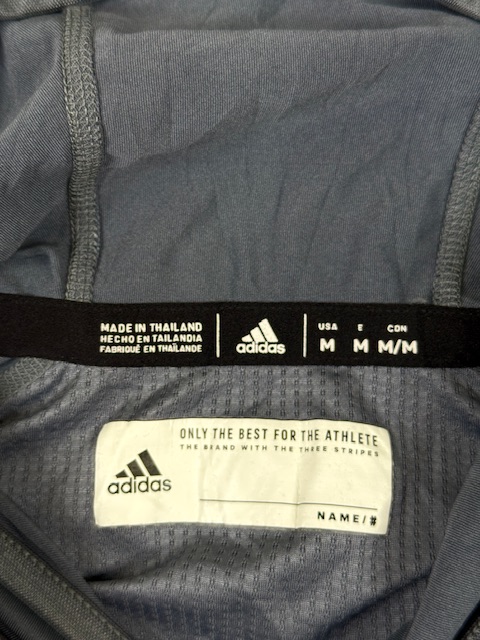 MADE IN THAILAND
HECHO EN TAILANDIA
FABRIQUÉ EN THAÏLANDE
adidas
USA E CON
M M M/M
adidas
ONLY THE BEST FOR THE ATHLETE
THE BRAND WITH THE THREE STRIPES
NAME/#